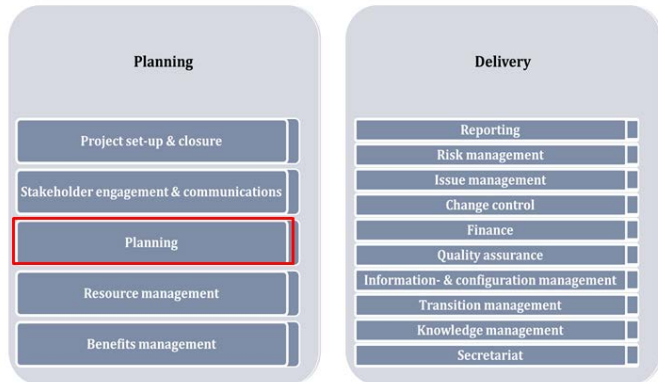 Planning
Project set-up & closure
Stakeholder engagement & communications
Planning
Resource management
Benefits management
Delivery
Reporting
Risk management
Issue management
Change control
Finance
Quality assurance
Information- & configuration management
Transition management
Knowledge management
Secretariat